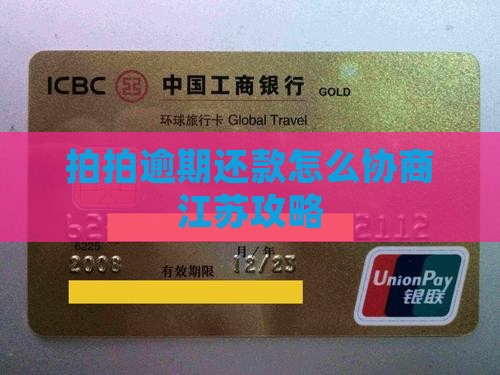 ICBC 中国工商银行 GOLD
环球旅行卡 Global Travel
拍拍逾期还款怎么协商
江苏攻略
62 2112
6225
月/年
2008 有效期限 12/23
UnionPay
银联